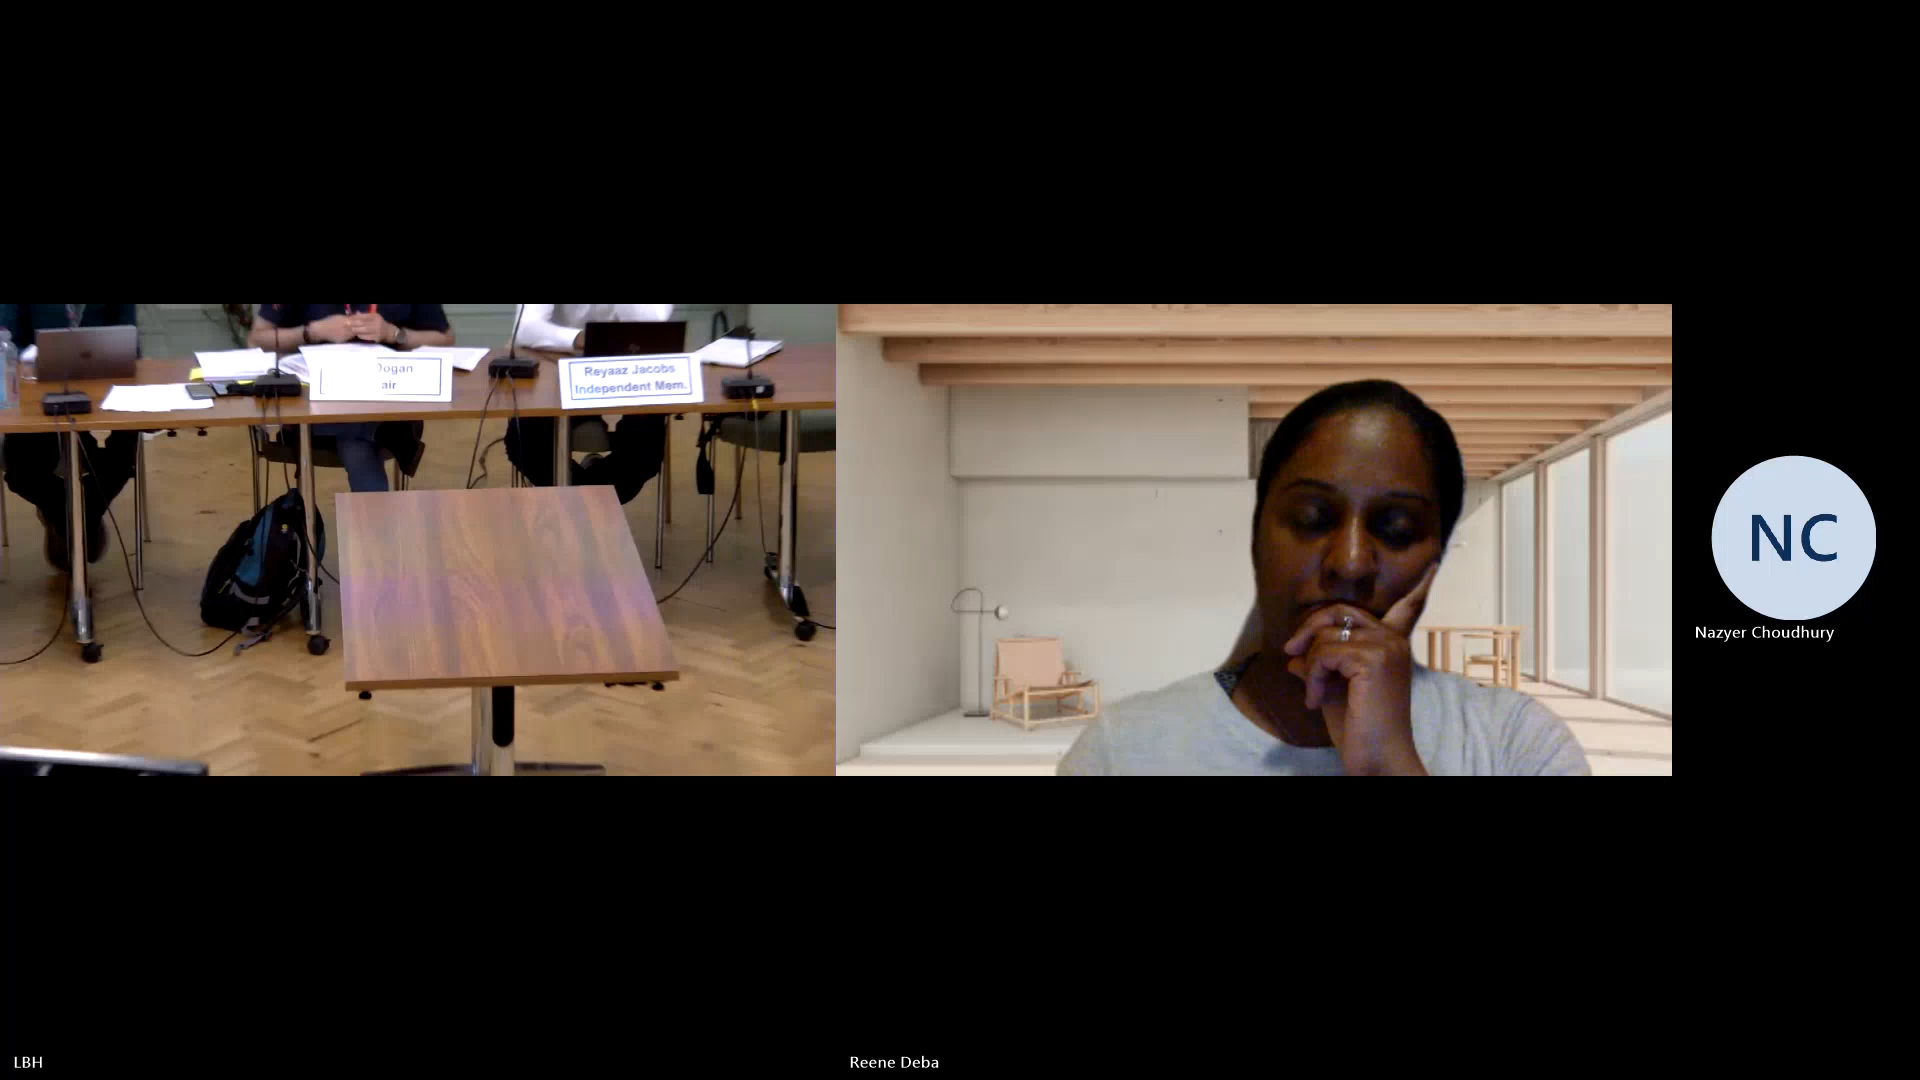 Dogan
air
Reyaaz Jacobs
Independent Mem.
NC
Nazyer Choudhury
LBH
Reene Deba